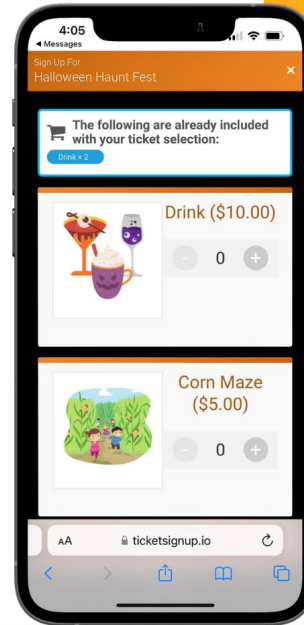 4:05
Messages
Sign Up For
Halloween Haunt Fest
×
The following are already included
with your ticket selection:
Drink × 2
Drink ($10.00)
- 0 +
Corn Maze
($5.00)
- 0 +
AA ticketsignup.io